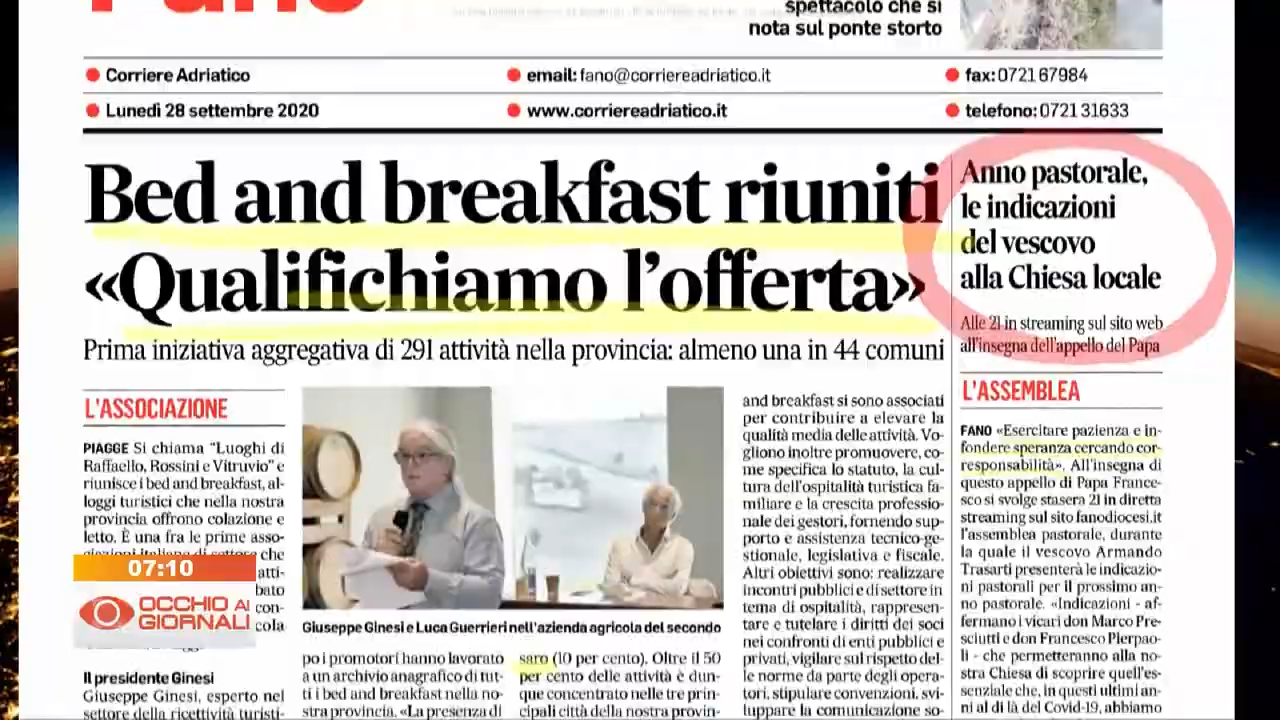 Fano
spettacolo che si
nota sul ponte storto
Corriere Adriatico
email: fano@corriereadriatico.it
fax: 0721 67984
Lunedì 28 settembre 2020
www.corriereadriatico.it
telefono: 0721 31633
Bed and breakfast riuniti
«Qualifichiamo l'offerta»
Prima iniziativa aggregativa di 291 attività nella provincia: almeno una in 44 comuni
L'ASSOCIAZIONE
PIAGGE Si chiama "Luoghi di
Raffaello, Rossini e Vitruvio" e
riunisce i bed and breakfast, al-
loggi turistici che nella nostra
provincia offrono colazione e
letto. È una fra le prime asso-
ciazioni italiane di settore che
atti-
bato
con-
cola
Il presidente Ginesi
Giuseppe Ginesi, esperto nel
settore della ricettività turisti-
Giuseppe Ginesi e Luca Guerrieri nell'azienda agricola del secondo
po i promotori hanno lavorato
a un archivio anagrafico di tut-
ti i bed and breakfast nella no-
stra provincia. «La presenza di
saro (10 per cento). Oltre il 50
per cento delle attività è dun-
que concentrato nelle tre prin-
cipali città della nostra provin-
and breakfast si sono associati
per contribuire a elevare la
qualità media delle attività. Vo-
gliono inoltre promuovere, co-
me specifica lo statuto, la cul-
tura dell'ospitalità turistica fa-
miliare e la crescita professio-
nale dei gestori, fornendo sup-
porto e assistenza tecnico-ge-
stionale, legislativa e fiscale.
Altri obiettivi sono: realizzare
incontri pubblici e di settore in
tema di ospitalità, rappresen-
tare e tutelare i diritti dei soci
nei confronti di enti pubblici e
privati, vigilare sul rispetto del-
le norme da parte degli opera-
tori, stipulare convenzioni, svi-
luppare la comunicazione so-
Anno pastorale,
le indicazioni
del vescovo
alla Chiesa locale
Alle 21 in streaming sul sito web
all'insegna dell'appello del Papa
L'ASSEMBLEA
FANO «Esercitare pazienza e in-
fondere speranza cercando cor-
responsabilità». All'insegna di
questo appello di Papa France-
sco si svolge stasera 21 in diretta
streaming sul sito fanodiocesi.it
l'assemblea pastorale, durante
la quale il vescovo Armando
Trasarti presenterà le indicazio-
ni pastorali per il prossimo an-
no pastorale. «Indicazioni - af-
fermano i vicari don Marco Pre-
sciutti e don Francesco Pierpao-
li - che permetteranno alla no-
stra Chiesa di scoprire quell'es-
senziale che, in questi ultimi an-
ni al di là del Covid-19, abbiamo
07:10
OCCHIO AI
GIORNALI